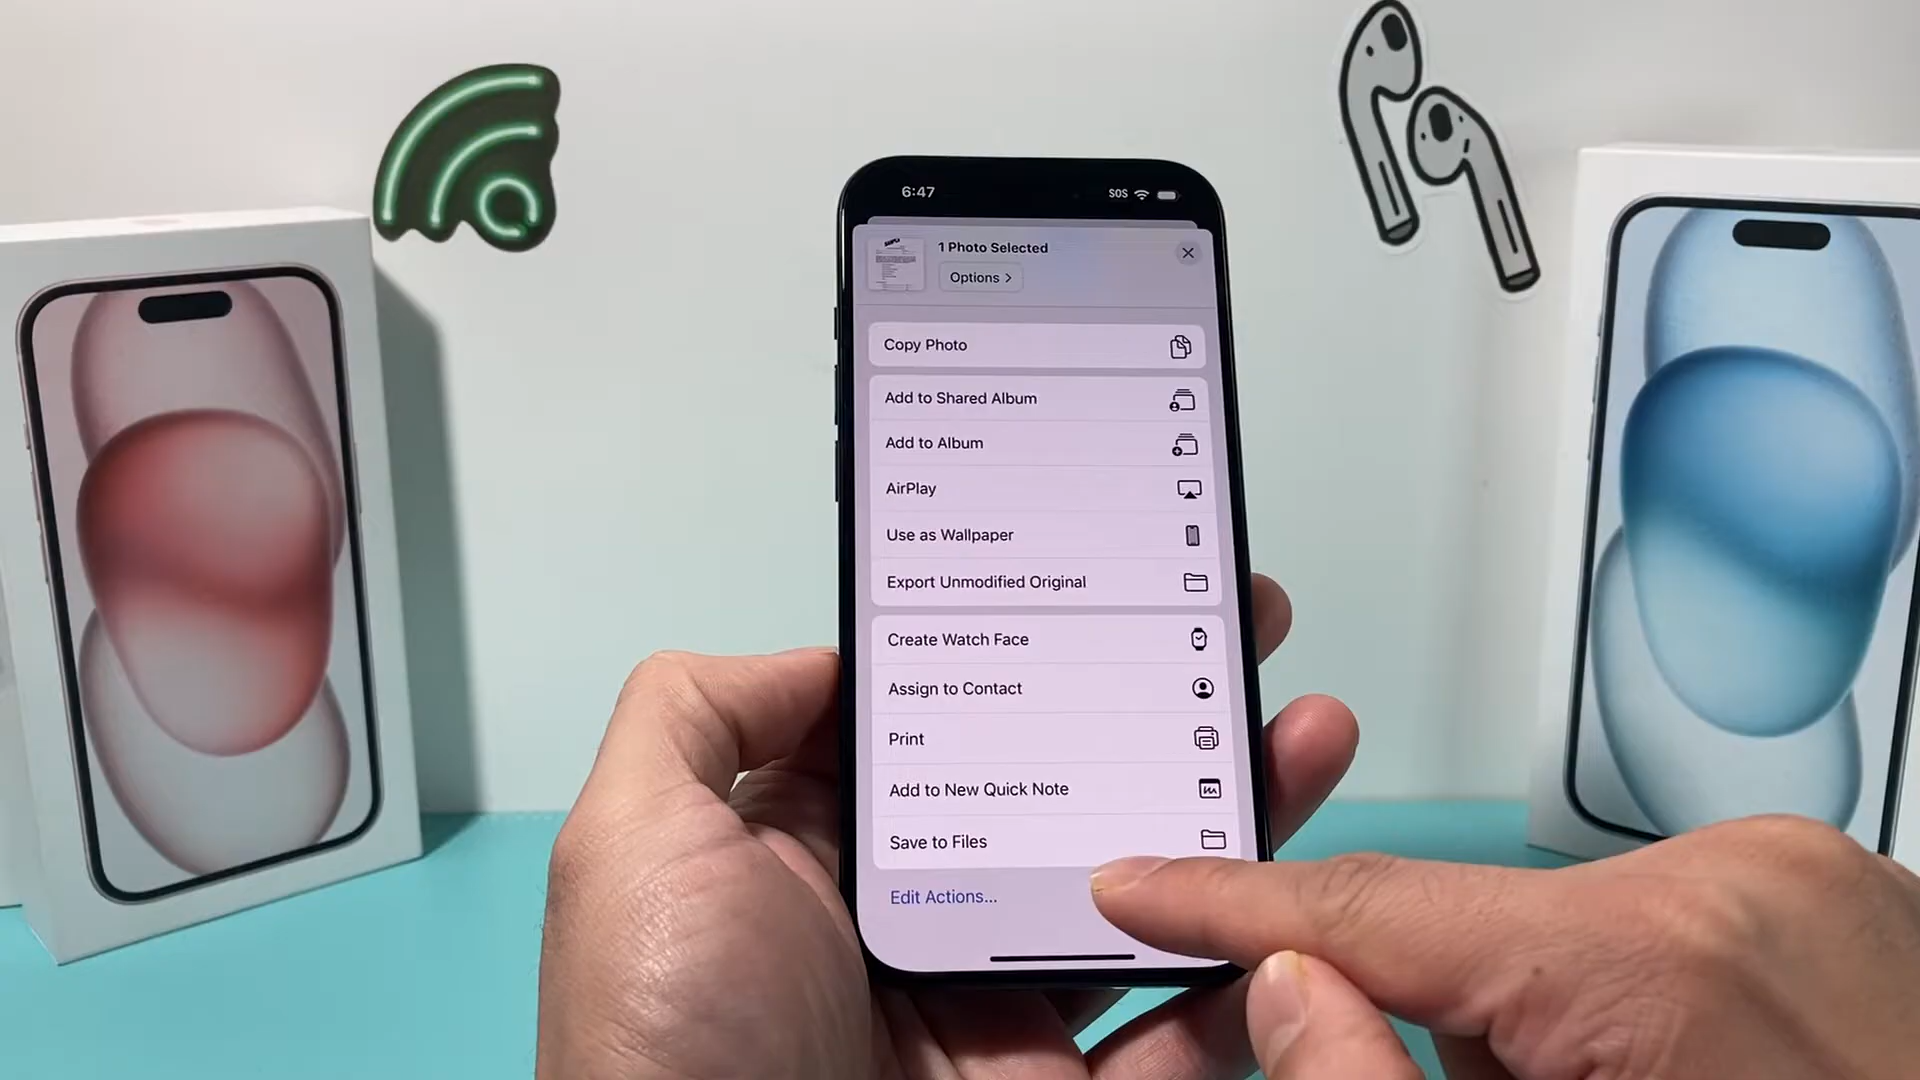 6:47
SOS
SAMPLE
1 Photo Selected
Options >
Copy Photo
Add to Shared Album
Add to Album
AirPlay
Use as Wallpaper
Export Unmodified Original
Create Watch Face
Assign to Contact
Print
Add to New Quick Note
Save to Files
Edit Actions...